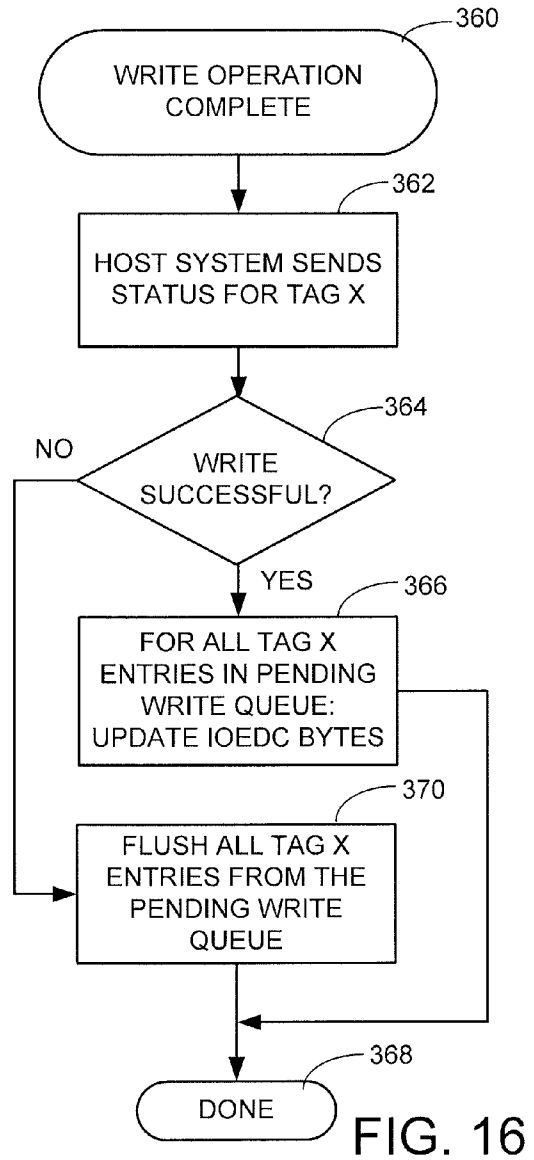 360
WRITE OPERATION
COMPLETE
362
HOST SYSTEM SENDS
STATUS FOR TAG X
364
NO
WRITE
SUCCESSFUL?
YES
366
FOR ALL TAG X
ENTRIES IN PENDING
WRITE QUEUE:
UPDATE IOEDC BYTES
370
FLUSH ALL TAG X
ENTRIES FROM THE
PENDING WRITE
QUEUE
368
DONE
FIG. 16